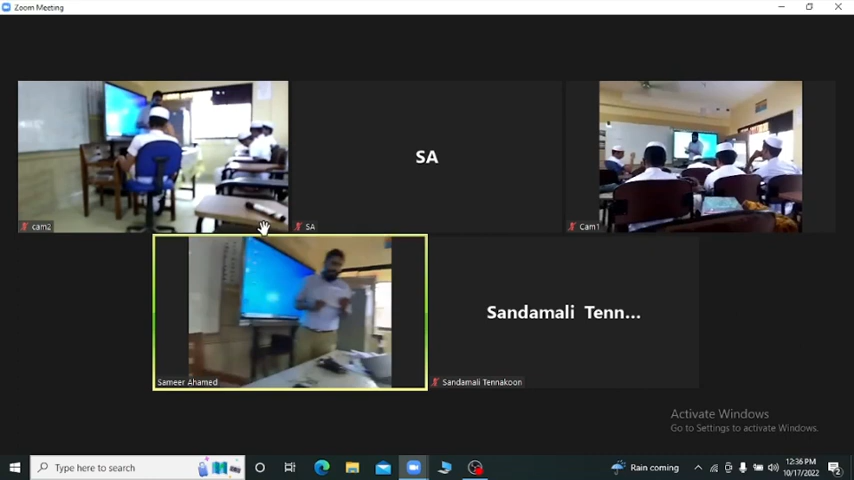 Zoom Meeting
cam2
SA
SA
Cam1
Sameer Ahamed
Sandamali Tenn...
Sandamali Tennakoon
Activate Windows
Go to Settings to activate Windows.
Type here to search
Rain coming
12:36 PM
10/17/2022
2